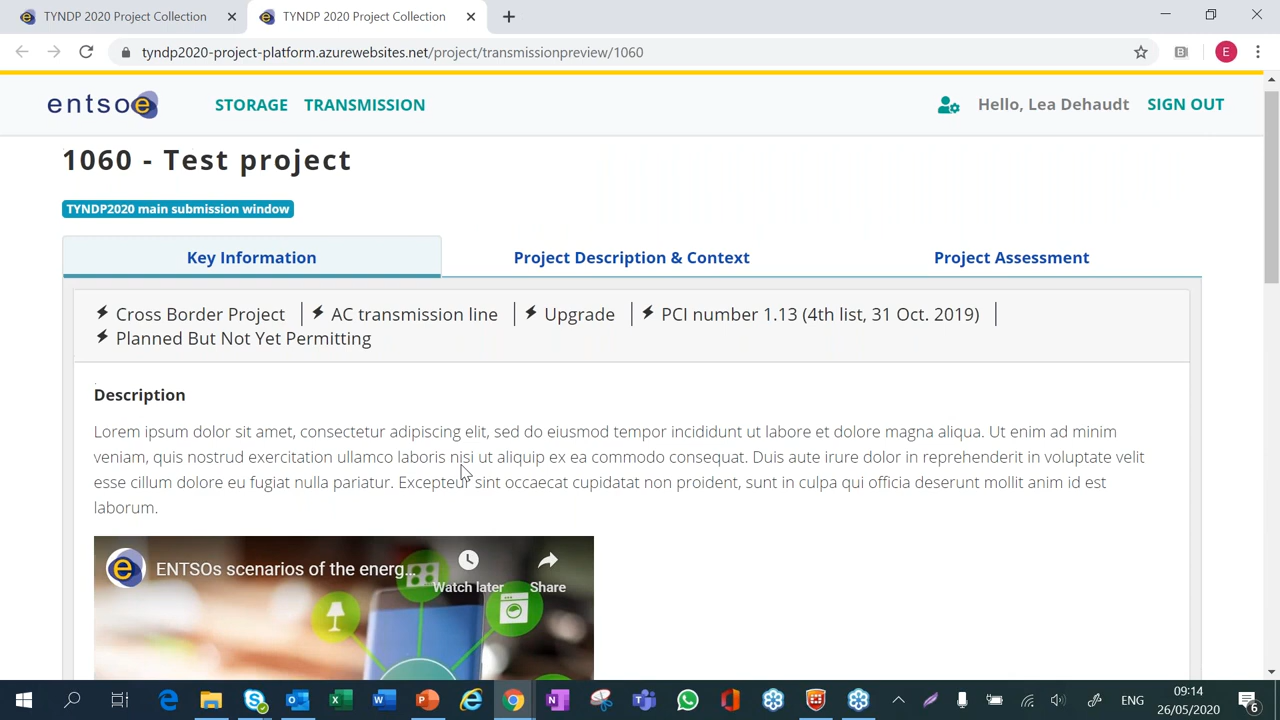 TYNDP 2020 Project Collection
TYNDP 2020 Project Collection
tyndp2020-project-platform.azurewebsites.net/project/transmissionpreview/1060
E
entsoe
STORAGE TRANSMISSION
Hello, Lea Dehaudt SIGN OUT
1060 - Test project
TYNDP2020 main submission window
Key Information
Project Description & Context
Project Assessment
Cross Border Project | AC transmission line | Upgrade | PCI number 1.13 (4th list, 31 Oct. 2019) |
Planned But Not Yet Permitting
Description
Lorem ipsum dolor sit amet, consectetur adipiscing elit, sed do eiusmod tempor incididunt ut labore et dolore magna aliqua. Ut enim ad minim
veniam, quis nostrud exercitation ullamco laboris nisi ut aliquip ex ea commodo consequat. Duis aute irure dolor in reprehenderit in voluptate velit
esse cillum dolore eu fugiat nulla pariatur. Excepteur sint occaecat cupidatat non proident, sunt in culpa qui officia deserunt mollit anim id est
laborum.
ENTSOs scenarios of the energ...
Watch later
Share
ENG
09:14
26/05/2020
6